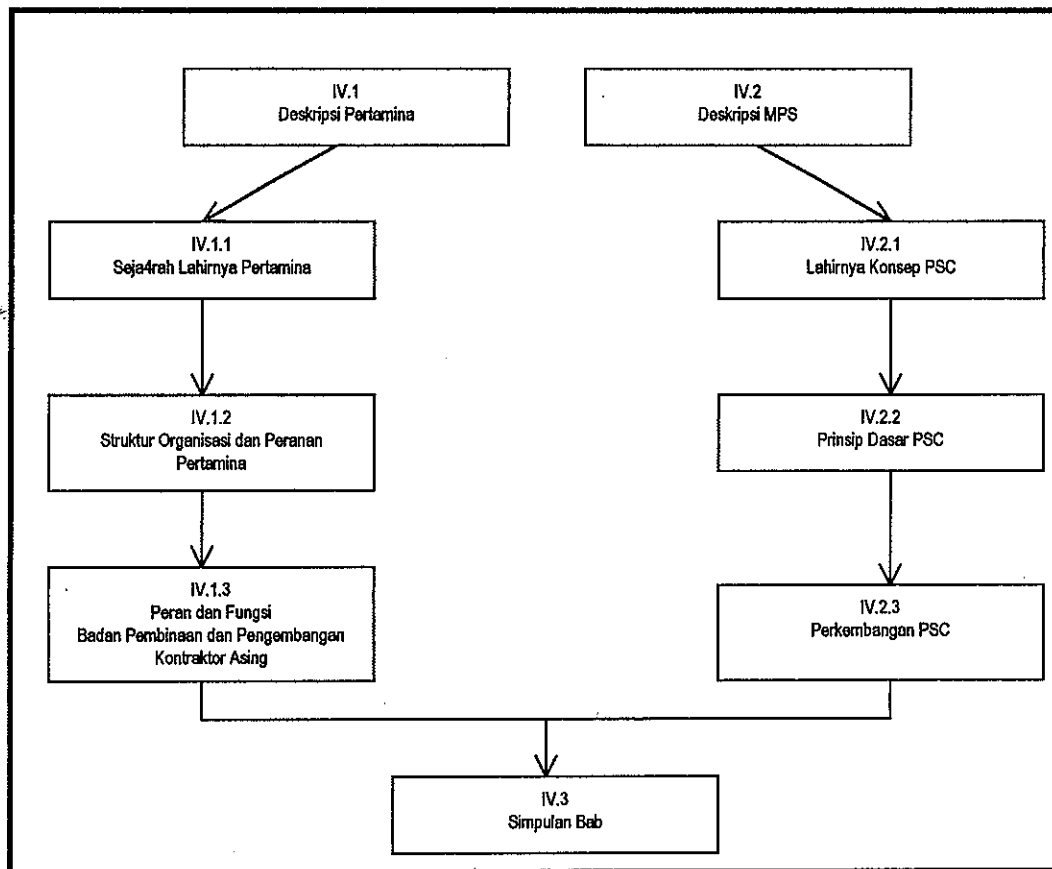 IV.1
Deskripsi Pertamina
IV.2
Deskripsi MPS
IV.1.1
Seja4rah Lahirnya Pertamina
IV.2.1
Lahirnya Konsep PSC
IV.1.2
Struktur Organisasi dan Peranan
Pertamina
IV.2.2
Prinsip Dasar PSC
IV.1.3
Peran dan Fungsi
Badan Pembinaan dan Pengembangan
Kontraktor Asing
IV.2.3
Perkembangan PSC
IV.3
Simpulan Bab